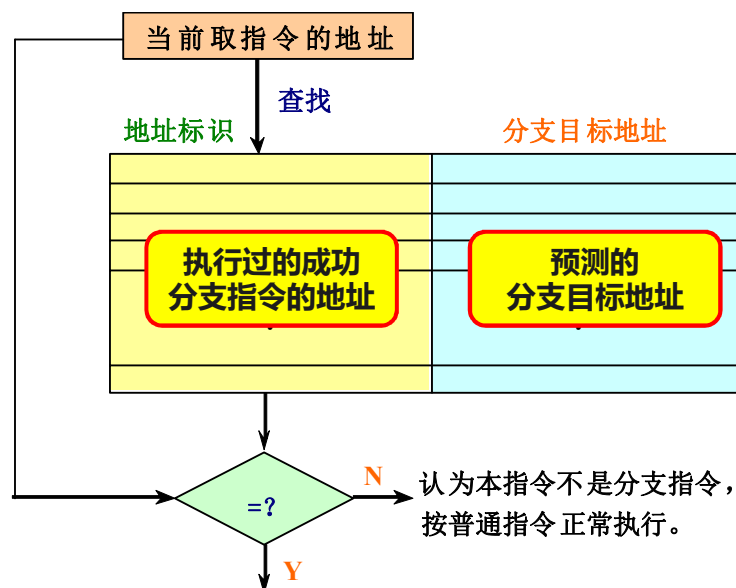 当前取指令的地址
查找
地址标识
分支目标地址
执行过的成功
分支指令的地址
预测的
分支目标地址
=?
N
认为本指令不是分支指令，
按普通指令正常执行。
Y